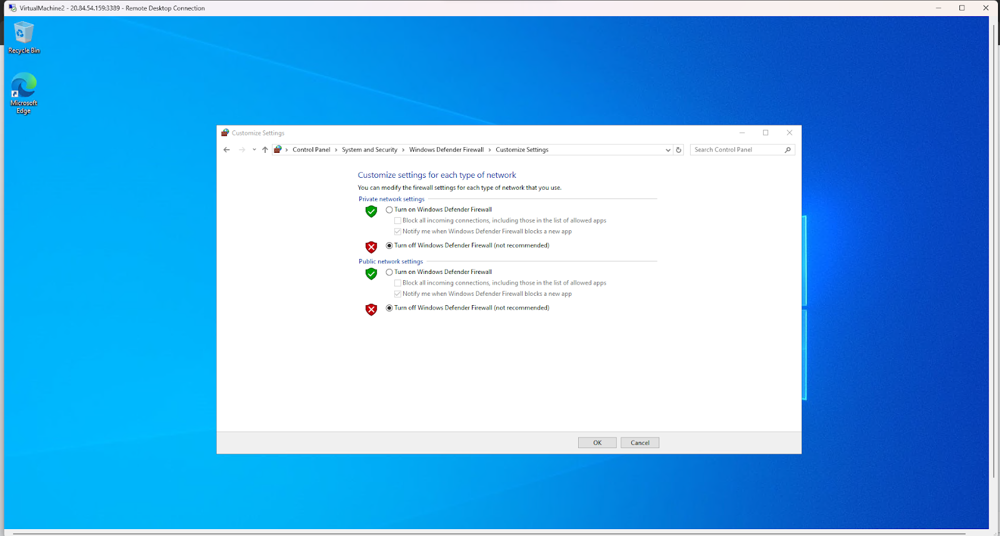 VirtualMachine2 - 20.84.54.159:3389 - Remote Desktop Connection
Recycle Bin
Microsoft
Edge
Customize Settings
Control Panel > System and Security > Windows Defender Firewall > Customize Settings
Search Control Panel
Customize settings for each type of network
You can modify the firewall settings for each type of network that you use.
Private network settings
Turn on Windows Defender Firewall
Block all incoming connections, including those in the list of allowed apps
Notify me when Windows Defender Firewall blocks a new app
Turn off Windows Defender Firewall (not recommended)
Public network settings
Turn on Windows Defender Firewall
Block all incoming connections, including those in the list of allowed apps
Notify me when Windows Defender Firewall blocks a new app
Turn off Windows Defender Firewall (not recommended)
OK
Cancel